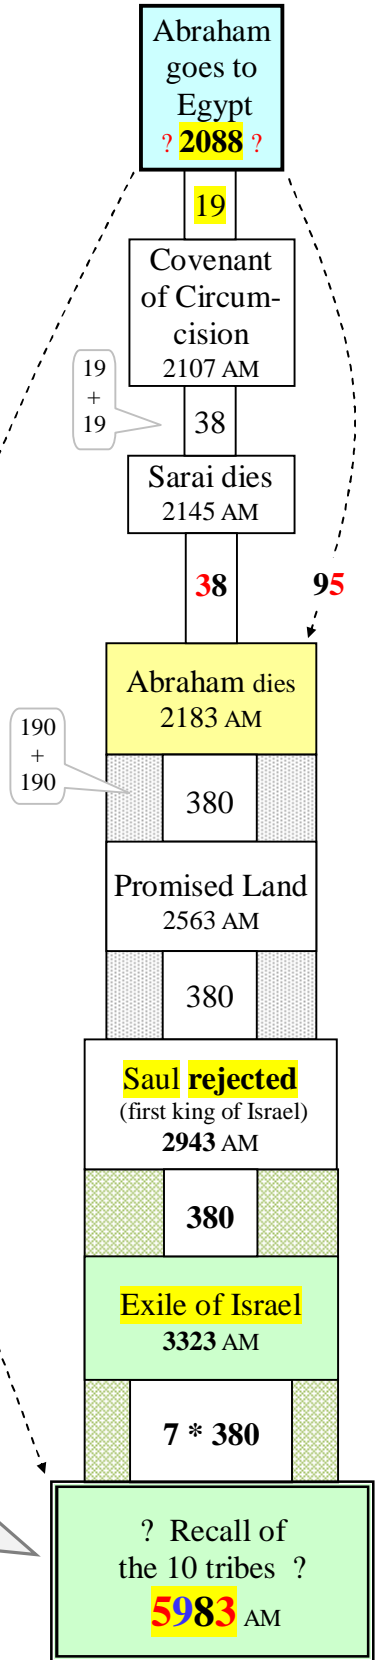 Abraham
goes to
Egypt
? 2088 ?
19
Covenant
of Circum-
cision
2107 AM
19
+
19
38
Sarai dies
2145 AM
38
95
Abraham dies
2183 AM
190
+
190
380
Promised Land
2563 AM
380
Saul rejected
(first king of Israel)
2943 AM
380
Exile of Israel
3323 AM
7 * 380
? Recall of
the 10 tribes ?
5983 AM